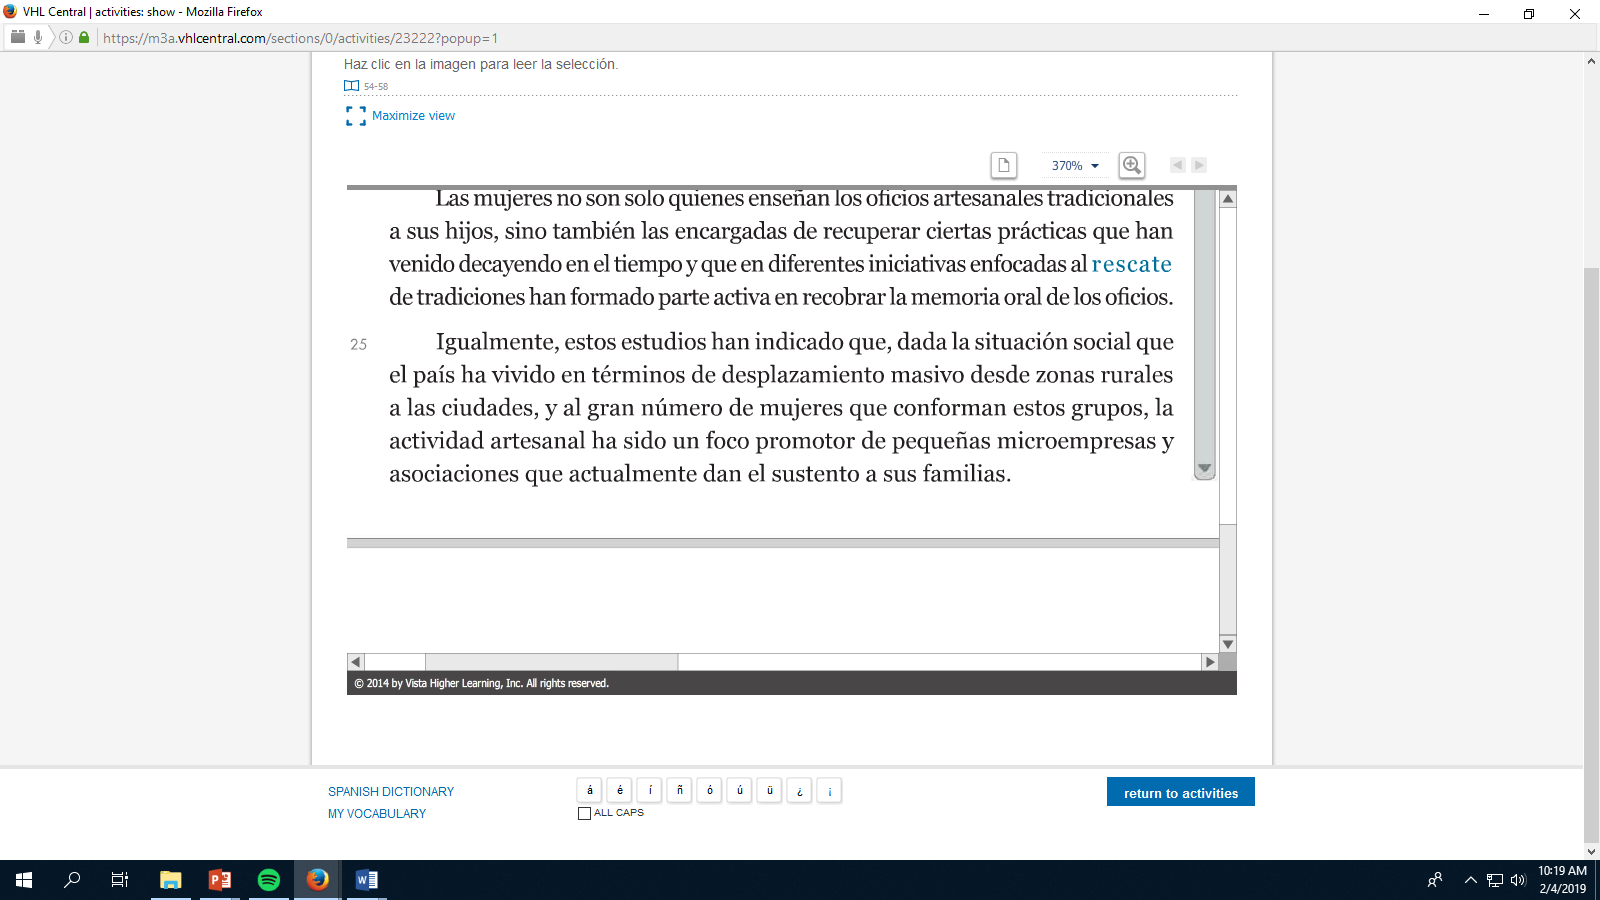 VHL Central | activities: show - Mozilla Firefox
https://m3a.vhlcentral.com/sections/0/activities/23222?popup=1
Haz clic en la imagen para leer la selección.
54-58
Maximize view
370%
Las mujeres no son solo quienes enseñan los oficios artesanales tradicionales
a sus hijos, sino también las encargadas de recuperar ciertas prácticas que han
venido decayendo en el tiempo y que en diferentes iniciativas enfocadas al rescate
de tradiciones han formado parte activa en recobrar la memoria oral de los oficios.
25 Igualmente, estos estudios han indicado que, dada la situación social que
el país ha vivido en términos de desplazamiento masivo desde zonas rurales
a las ciudades, y al gran número de mujeres que conforman estos grupos, la
actividad artesanal ha sido un foco promotor de pequeñas microempresas y
asociaciones que actualmente dan el sustento a sus familias.
© 2014 by Vista Higher Learning, Inc. All rights reserved.
SPANISH DICTIONARY
MY VOCABULARY
á é í ñ ó ú ü ¿ ¡
ALL CAPS
return to activities
10:19 AM
2/4/2019